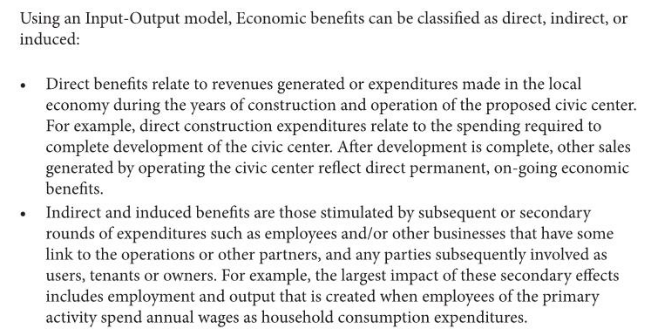 Using an Input-Output model, Economic benefits can be classified as direct, indirect, or
induced:
• Direct benefits relate to revenues generated or expenditures made in the local
economy during the years of construction and operation of the proposed civic center.
For example, direct construction expenditures relate to the spending required to
complete development of the civic center. After development is complete, other sales
generated by operating the civic center reflect direct permanent, on-going economic
benefits.
• Indirect and induced benefits are those stimulated by subsequent or secondary
rounds of expenditures such as employees and/or other businesses that have some
link to the operations or other partners, and any parties subsequently involved as
users, tenants or owners. For example, the largest impact of these secondary effects
includes employment and output that is created when employees of the primary
activity spend annual wages as household consumption expenditures.